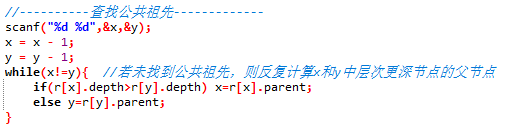 //----------查找公共祖先-------------
scanf("%d %d",&x,&y);
x = x - 1;
y = y - 1;
while(x!=y){ //若未找到公共祖先，则反复计算x和y中层次更深节点的父节点
if(r[x].depth>r[y].depth) x=r[x].parent;
else y=r[y].parent;
}